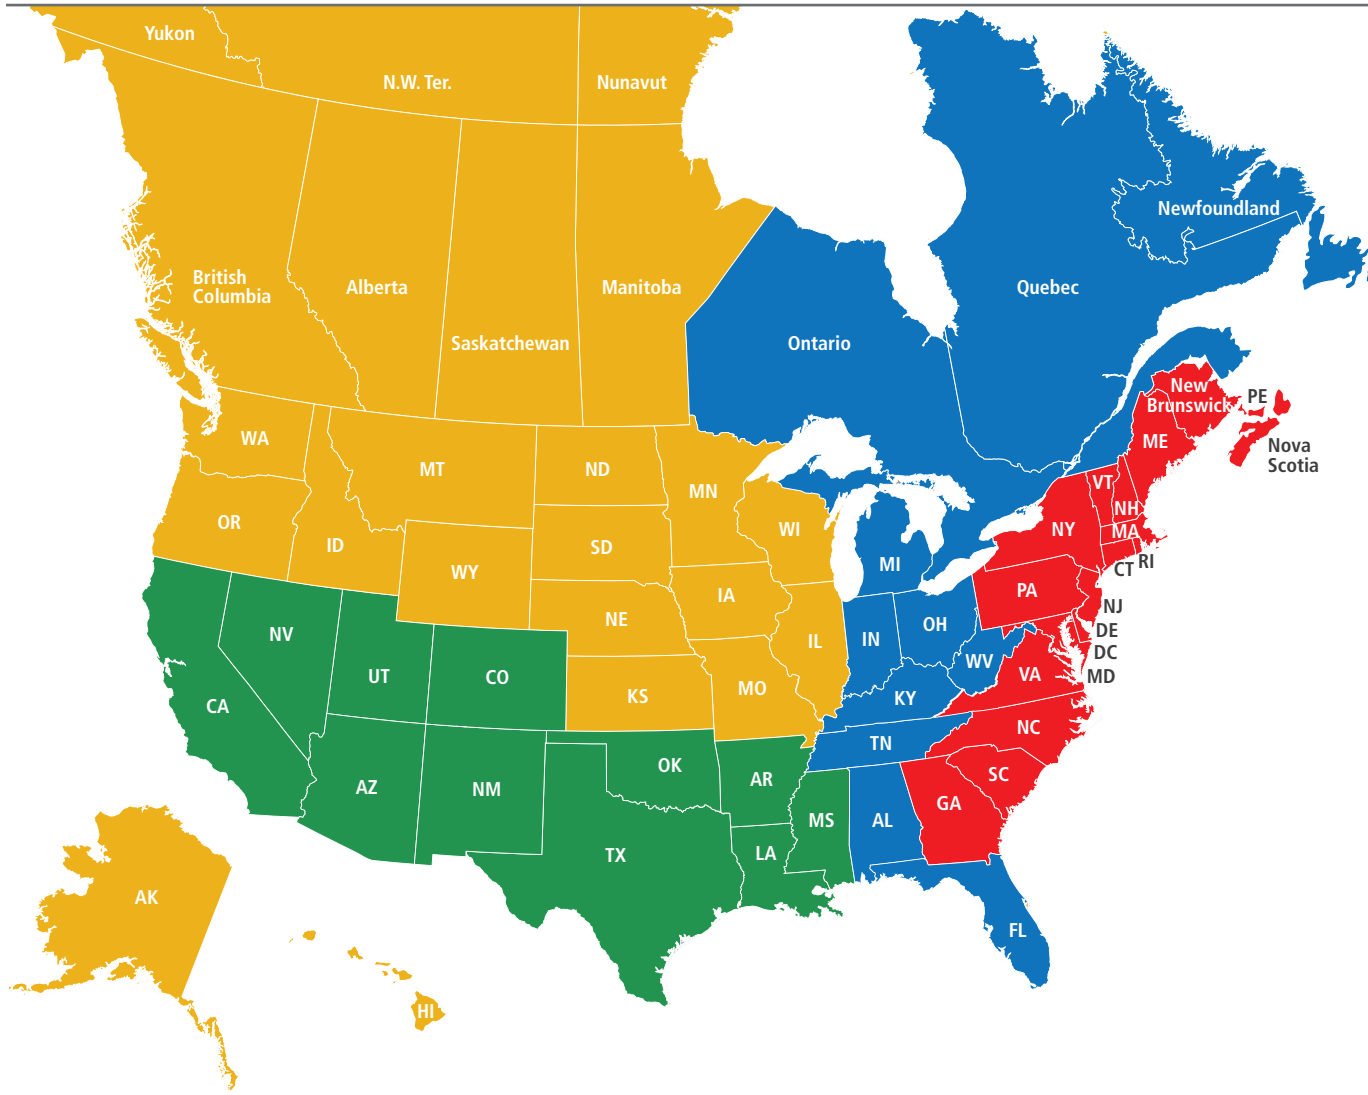 Yukon
N.W. Ter.
Nunavut
Newfoundland
British
Columbia
Alberta
Manitoba
Quebec
Saskatchewan
Ontario
New
Brunswick
PE
Nova
Scotia
WA
MT
ND
MN
ME
VT
NH
OR
ID
WY
SD
WI
MI
NY
MA
CT
RI
NE
IA
IL
IN
OH
PA
NJ
DE
DC
MD
NV
UT
CO
KS
MO
KY
WV
VA
CA
AZ
NM
OK
AR
TN
NC
SC
TX
LA
MS
AL
GA
FL
AK
HI